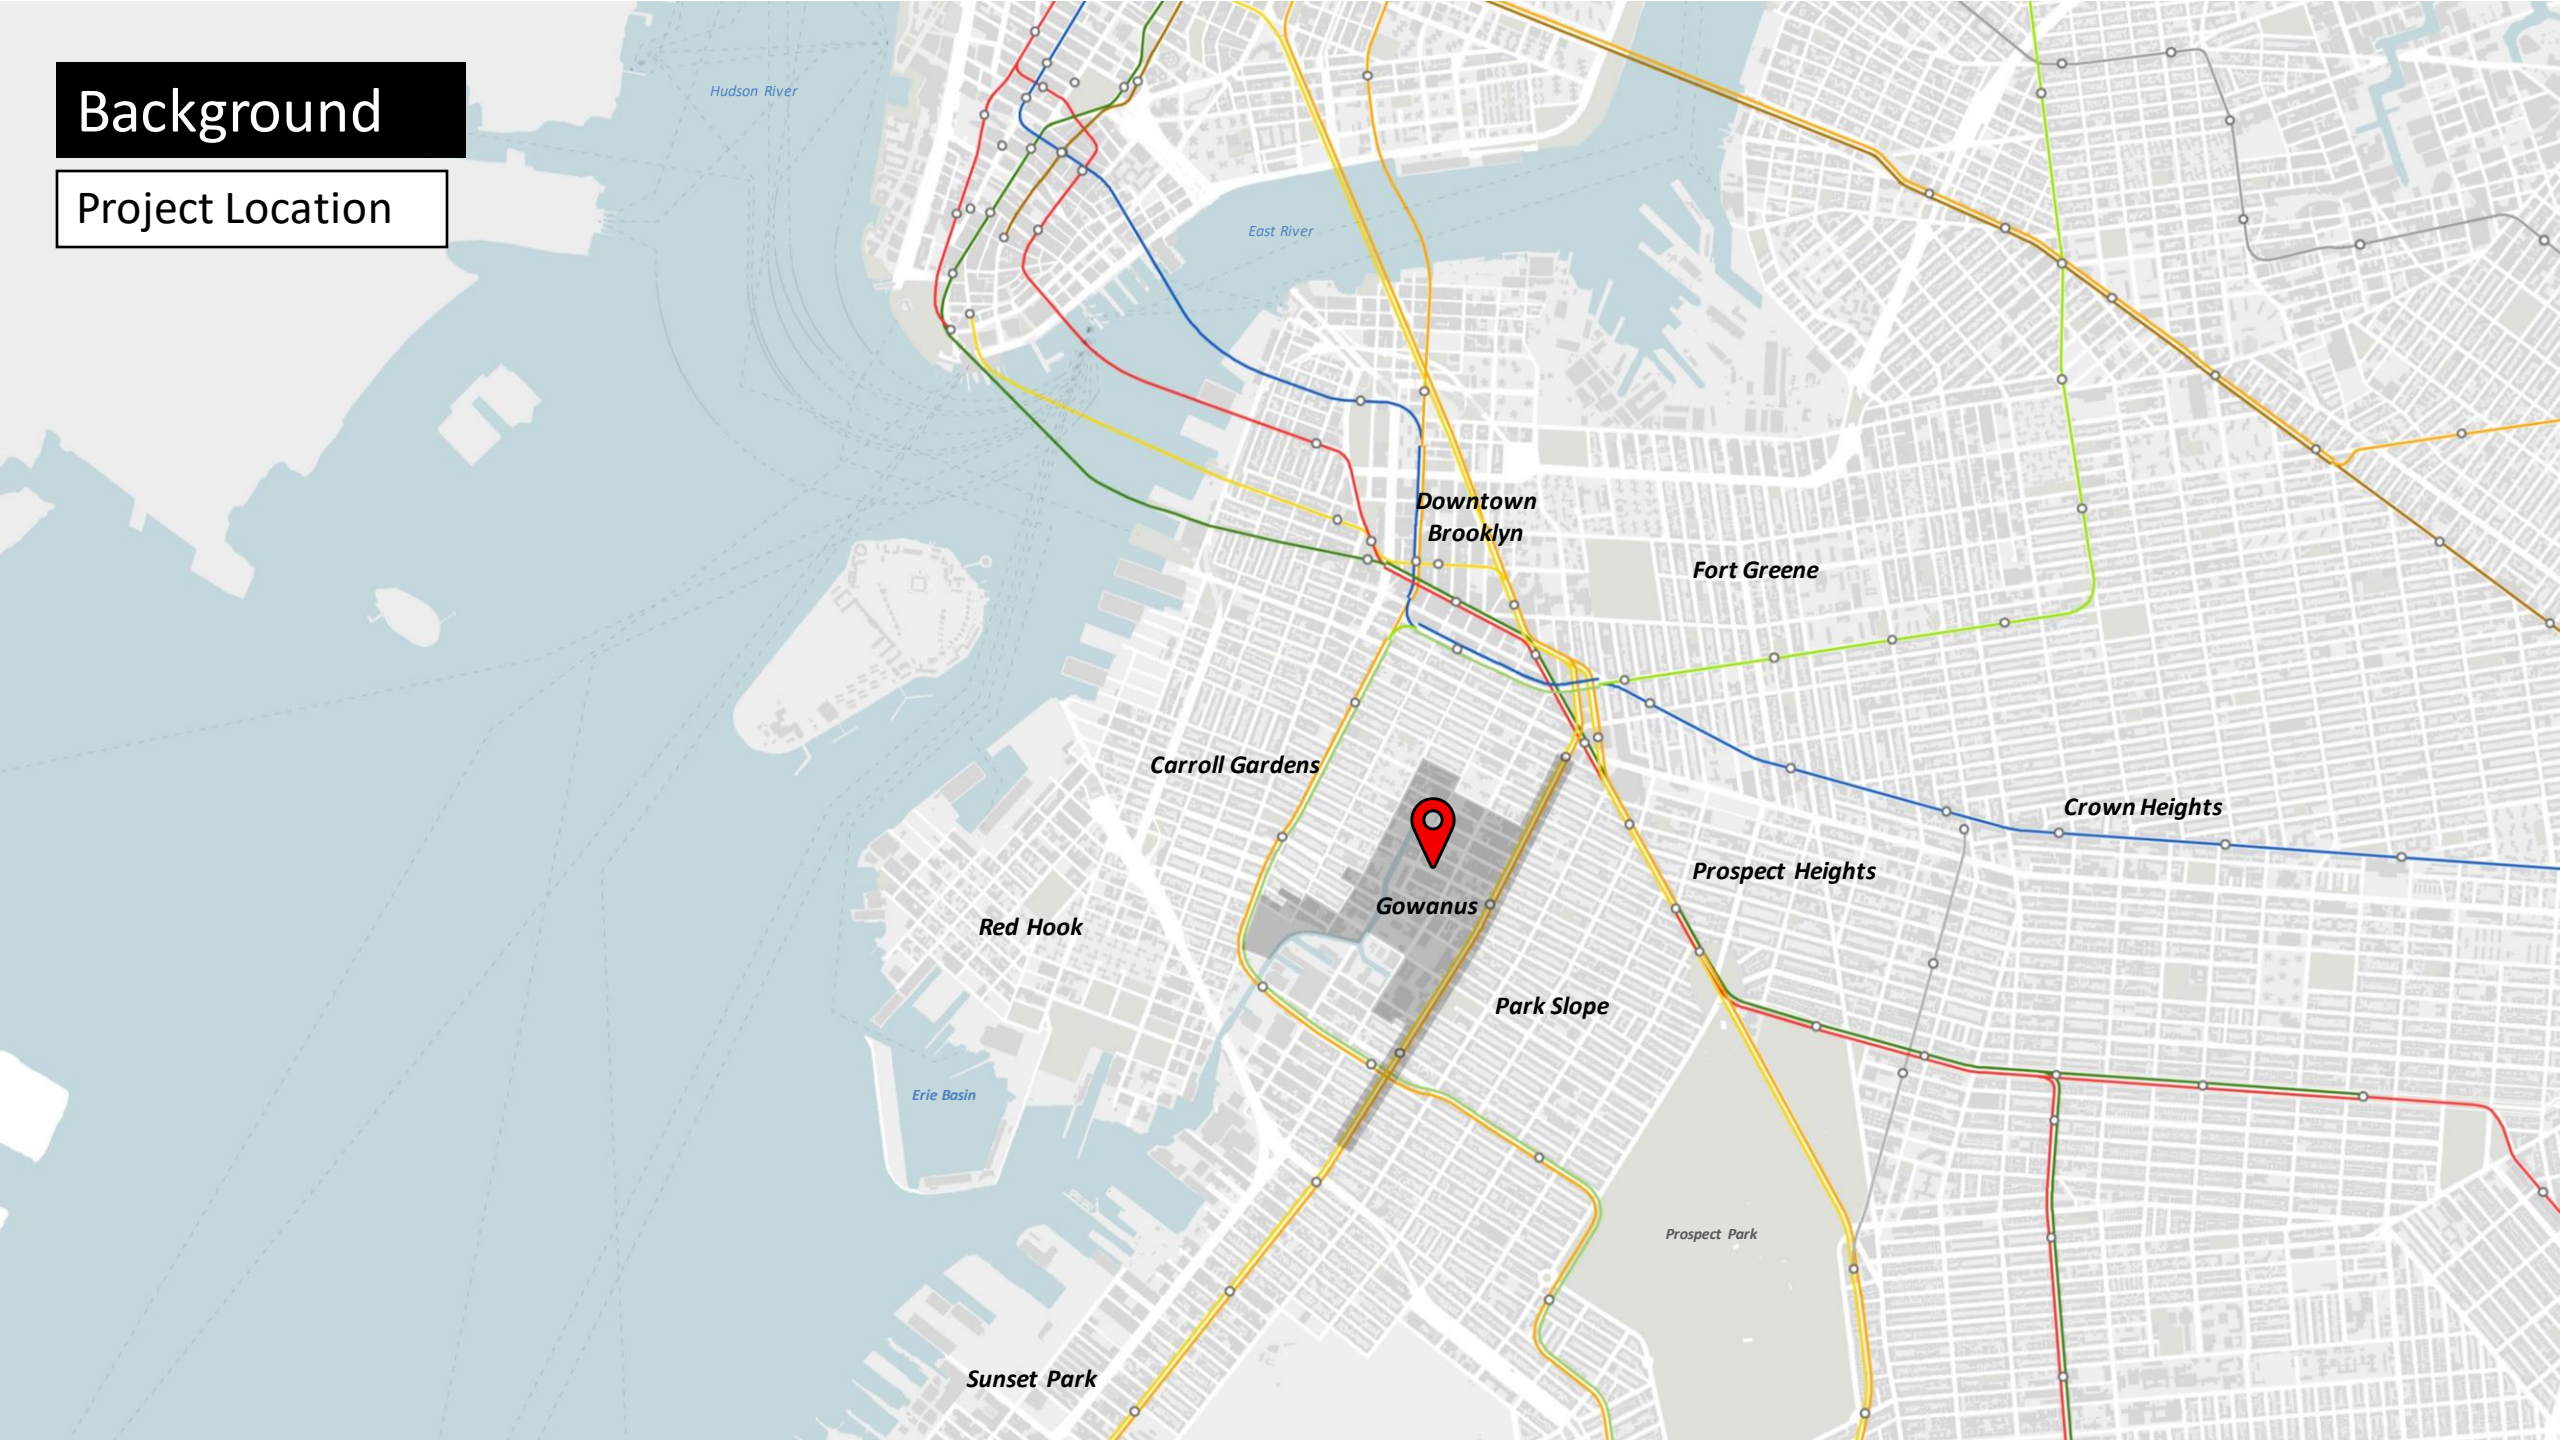 Background
Project Location
Hudson River
East River
Downtown
Brooklyn
Fort Greene
Carroll Gardens
Crown Heights
Prospect Heights
Gowanus
Red Hook
Park Slope
Erie Basin
Prospect Park
Sunset Park